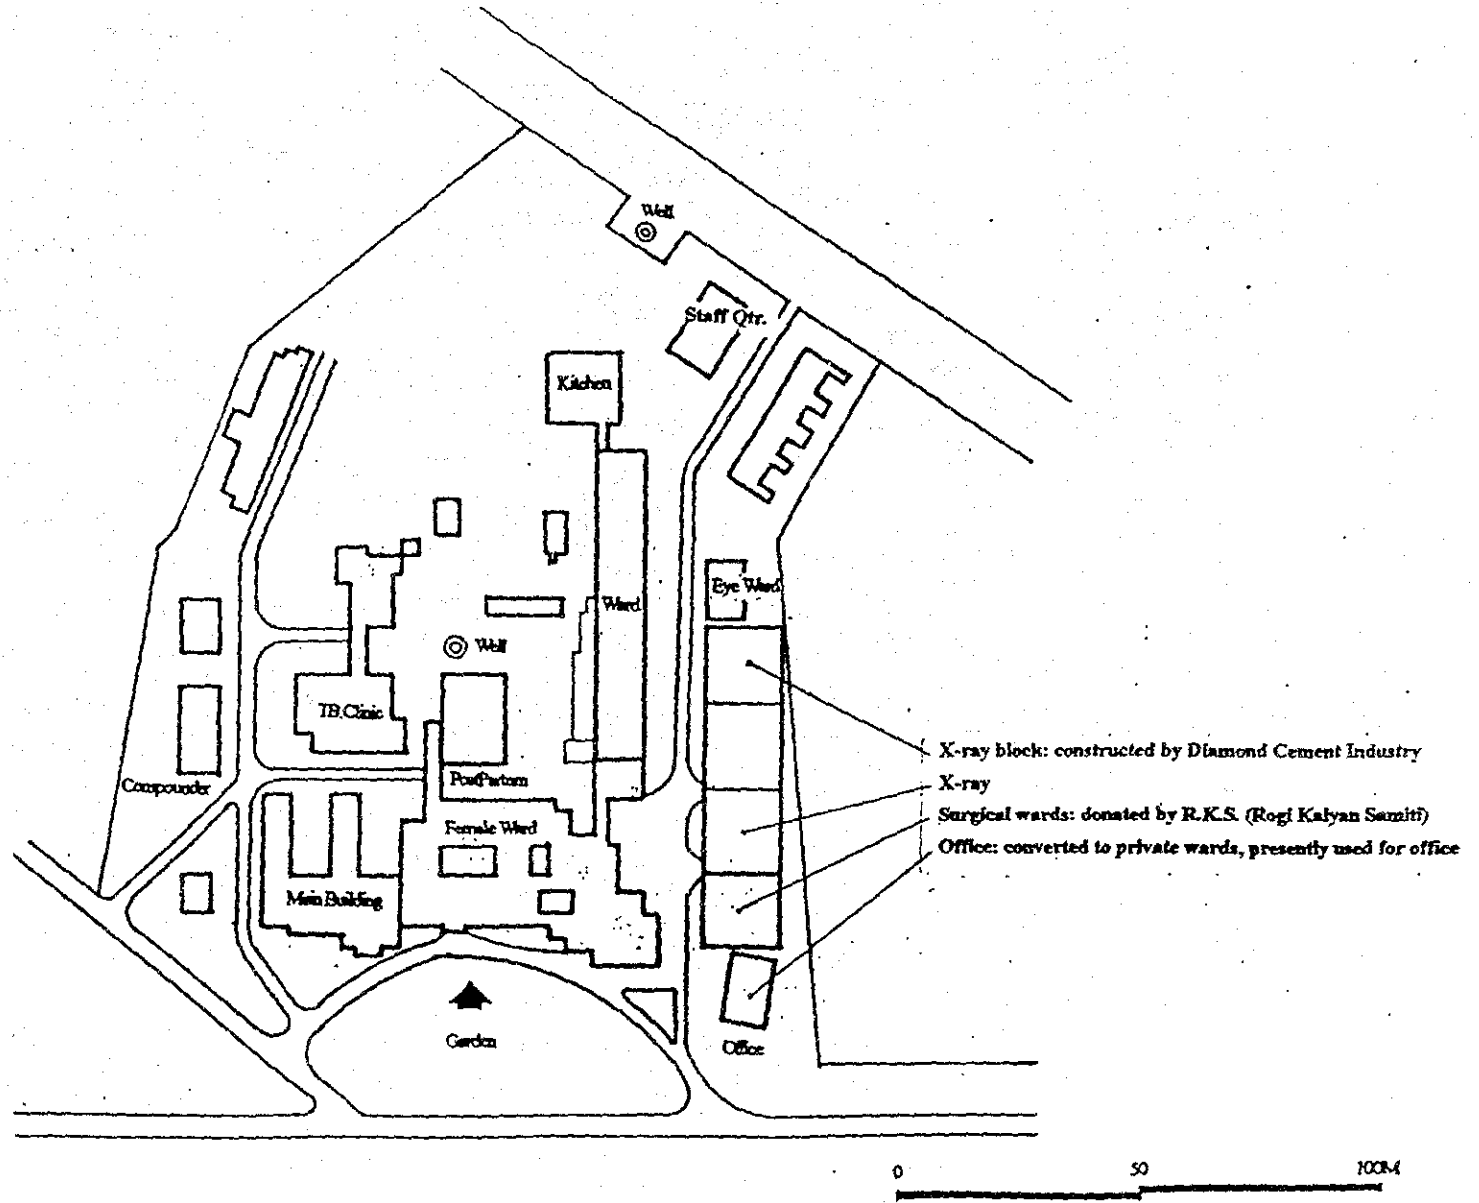 Well
Staff Qtr.
Kitchen
Eye Ward
Ward
Well
T.B.Clinic
X-ray block: constructed by Diamond Cement Industry
X-ray
PostPartom
Compounder
Surgical wards: donated by R.K.S. (Rogi Kalyan Samiti)
Female Ward
Office: converted to private wards, presently used for office
Main Building
Garden
Office
0 50 100M